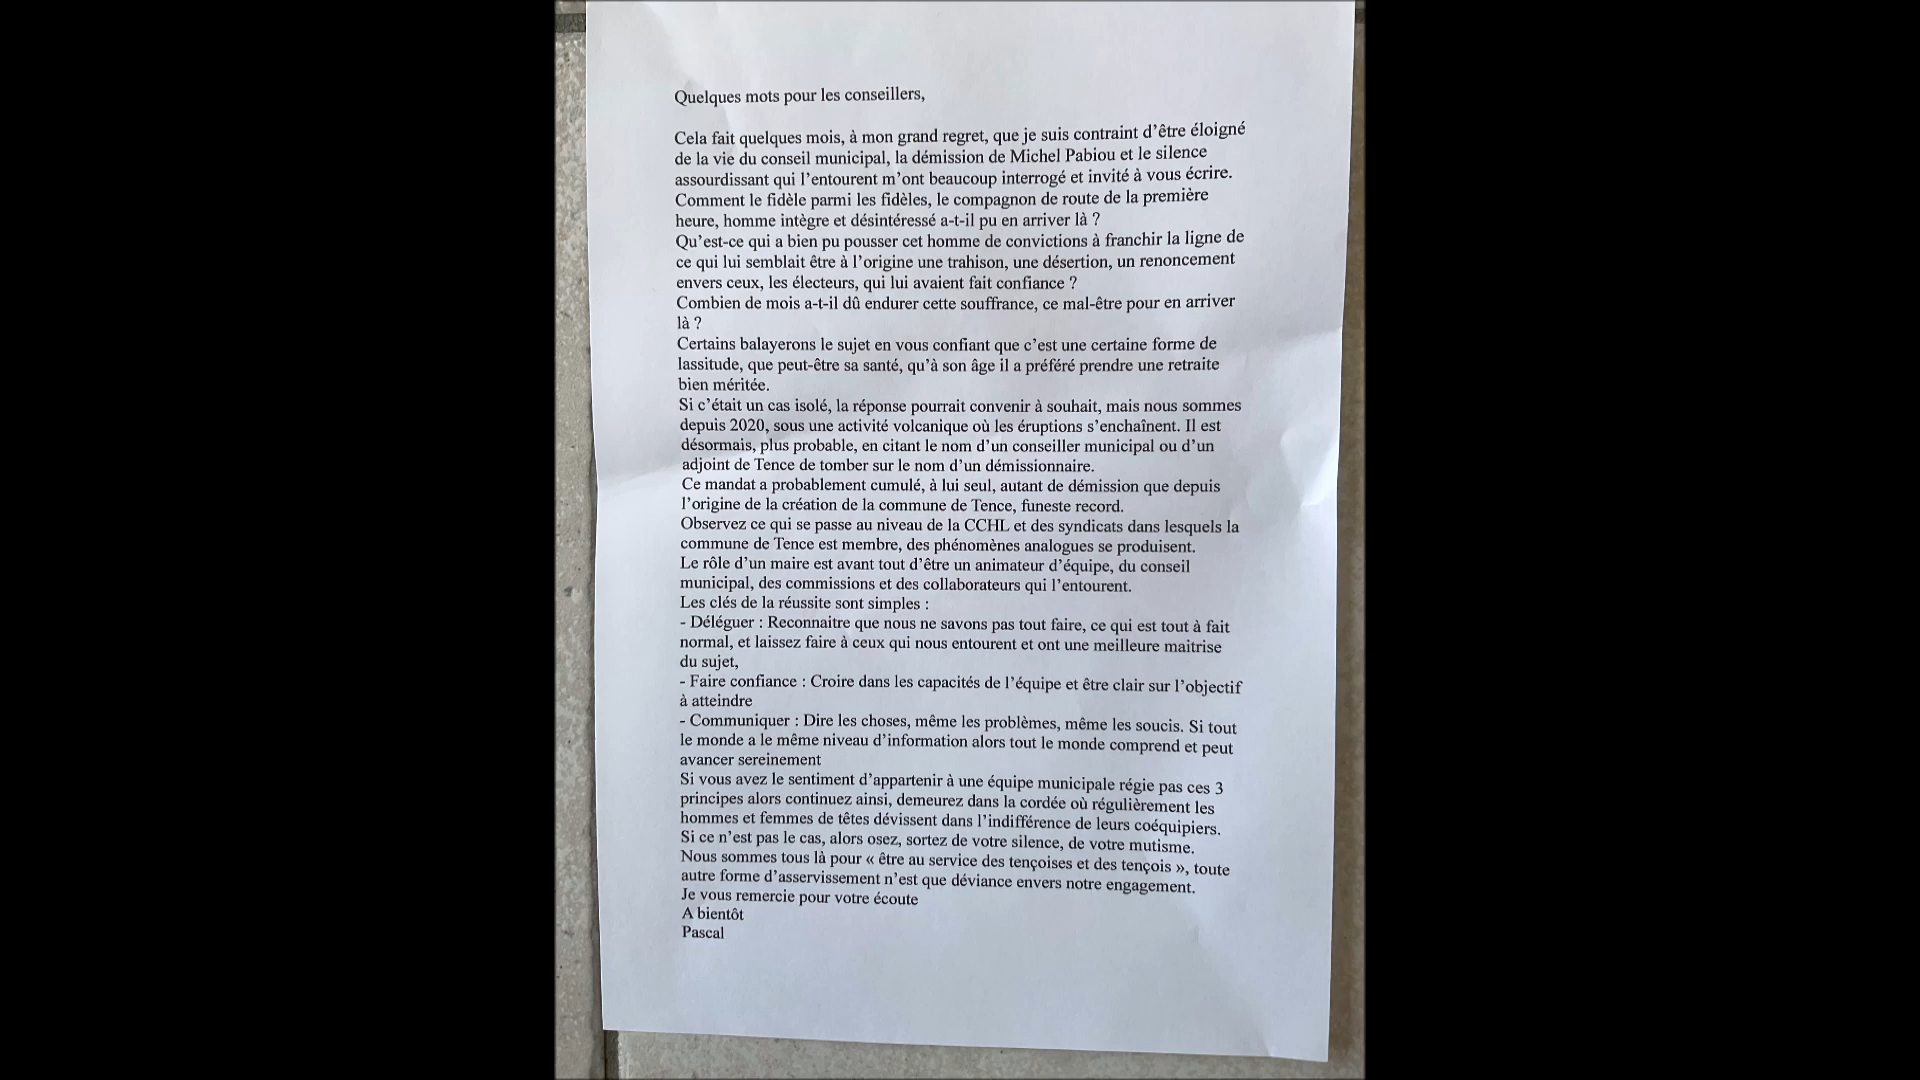 Quelques mots pour les conseillers,
Cela fait quelques mois, à mon grand regret, que je suis contraint d'être éloigné
de la vie du conseil municipal, la démission de Michel Pabiou et le silence
assourdissant qui l'entourent m'ont beaucoup interrogé et invité à vous écrire.
Comment le fidèle parmi les fidèles, le compagnon de route de la première
heure, homme intègre et désintéressé a-t-il pu en arriver là ?
Qu'est-ce qui a bien pu pousser cet homme de convictions à franchir la ligne de
ce qui lui semblait être à l'origine une trahison, une désertion, un renoncement
envers ceux, les électeurs, qui lui avaient fait confiance ?
Combien de mois a-t-il dû endurer cette souffrance, ce mal-être pour en arriver
là ?
Certains balayerons le sujet en vous confiant que c'est une certaine forme de
lassitude, que peut-être sa santé, qu'à son âge il a préféré prendre une retraite
bien méritée.
Si c'était un cas isolé, la réponse pourrait convenir à souhait, mais nous sommes
depuis 2020, sous une activité volcanique où les éruptions s'enchaînent. Il est
désormais, plus probable, en citant le nom d'un conseiller municipal ou d'un
adjoint de Tence de tomber sur le nom d'un démissionnaire.
Ce mandat a probablement cumulé, à lui seul, autant de démission que depuis
l'origine de la création de la commune de Tence, funeste record.
Observez ce qui se passe au niveau de la CCHL et des syndicats dans lesquels la
commune de Tence est membre, des phénomènes analogues se produisent.
Le rôle d'un maire est avant tout d'être un animateur d'équipe, du conseil
municipal, des commissions et des collaborateurs qui l'entourent.
Les clés de la réussite sont simples :
- Déléguer : Reconnaitre que nous ne savons pas tout faire, ce qui est tout à fait
normal, et laissez faire à ceux qui nous entourent et ont une meilleure maitrise
du sujet,
- Faire confiance : Croire dans les capacités de l'équipe et être clair sur l'objectif
à atteindre
- Communiquer : Dire les choses, même les problèmes, même les soucis. Si tout
le monde a le même niveau d'information alors tout le monde comprend et peut
avancer sereinement
Si vous avez le sentiment d'appartenir à une équipe municipale régie pas ces 3
principes alors continuez ainsi, demeurez dans la cordée où régulièrement les
hommes et femmes de têtes dévissent dans l'indifférence de leurs coéquipiers.
Si ce n'est pas le cas, alors osez, sortez de votre silence, de votre mutisme.
Nous sommes tous là pour « être au service des tençoises et des tençois », toute
autre forme d'asservissement n'est que déviance envers notre engagement.
Je vous remercie pour votre écoute
A bientôt
Pascal